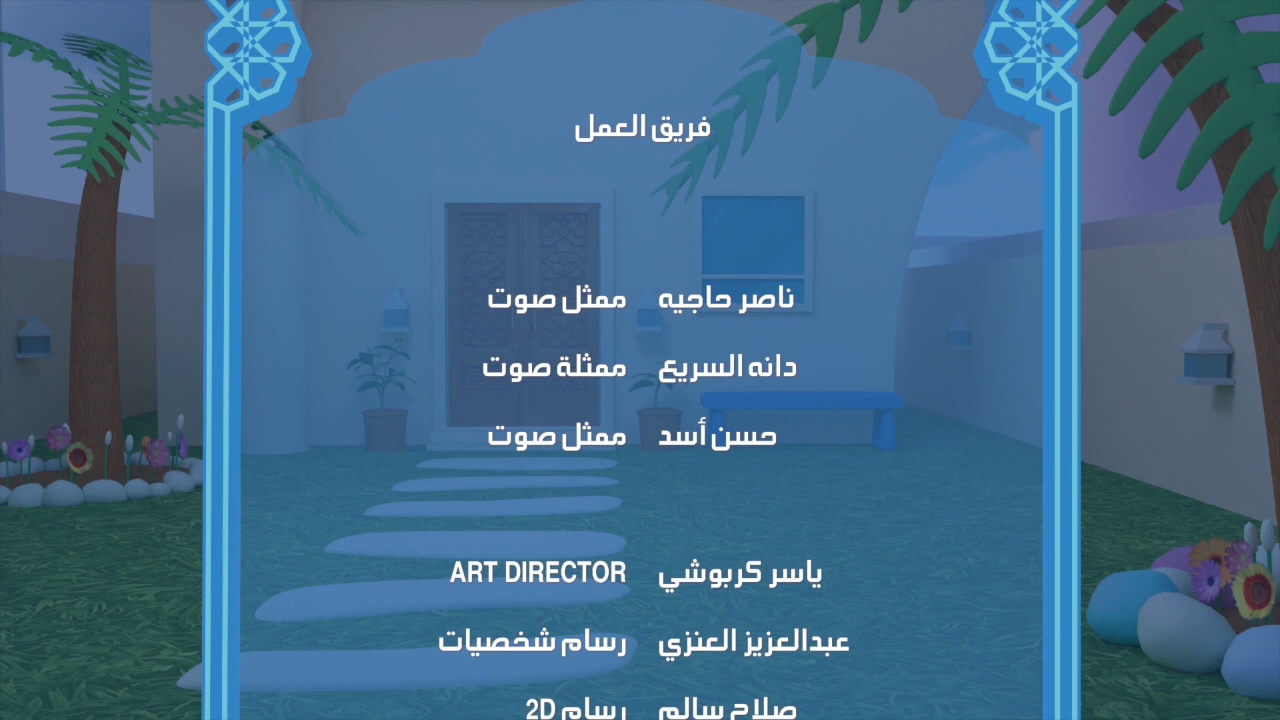 فريق العمل
ناصر حاجيه ممثل صوت
دانه السريع ممثلة صوت
حسن أسد ممثل صوت
ياسر كربوشي ART DIRECTOR
عبدالعزيز العنزي رسام شخصيات
صلاح سالم رسام 2D